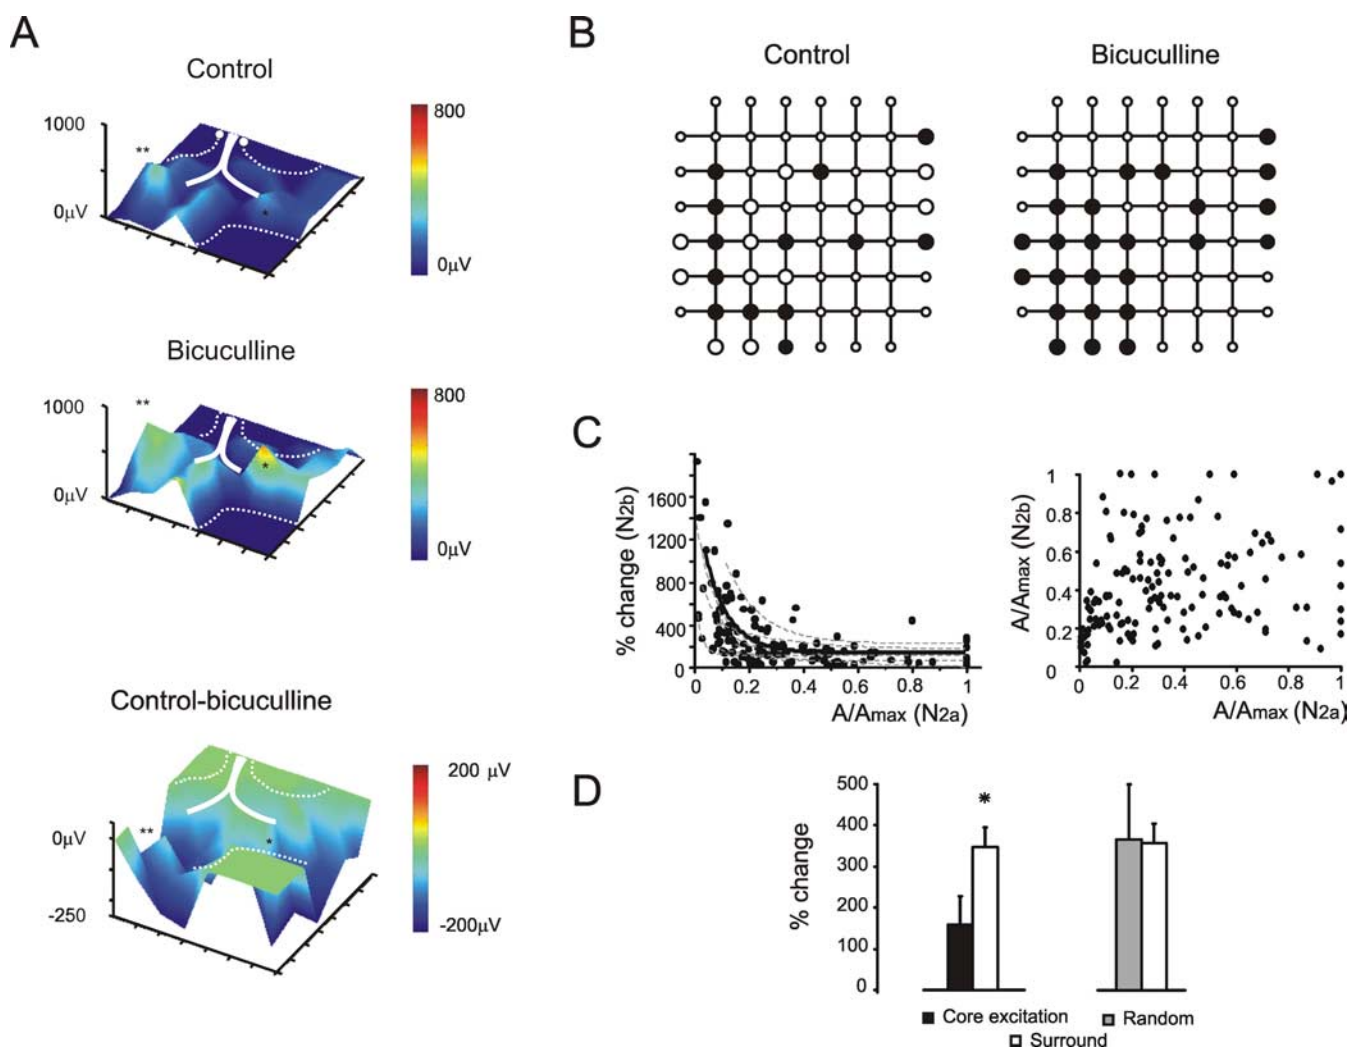 A
Control
1000
**
*
0µV
800
0µV
Bicuculline
1000
**
*
0µV
800
0µV
Control-bicuculline
0µV
**
*
-250
200 µV
-200µV
B
Control
Bicuculline
C
% change (N2b)
1600
1200
800
400
0
0
0.2
0.4
0.6
0.8
1
A/Amax (N2a)
A/Amax (N2b)
1
0.8
0.6
0.4
0.2
0
0
0.2
0.4
0.6
0.8
1
A/Amax (N2a)
D
% change
500
400
300
200
100
0
*
Core excitation
Random
Surround